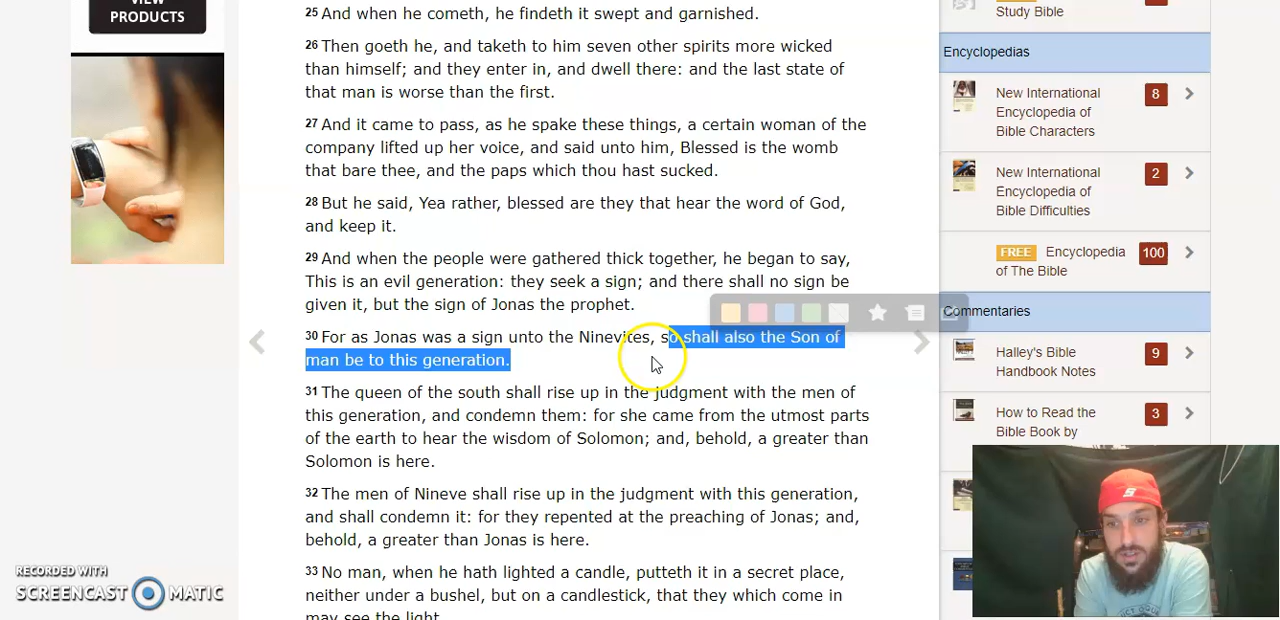 VIEW
PRODUCTS
25 And when he cometh, he findeth it swept and garnished.
26 Then goeth he, and taketh to him seven other spirits more wicked
than himself; and they enter in, and dwell there: and the last state of
that man is worse than the first.
27 And it came to pass, as he spake these things, a certain woman of the
company lifted up her voice, and said unto him, Blessed is the womb
that bare thee, and the paps which thou hast sucked.
28 But he said, Yea rather, blessed are they that hear the word of God,
and keep it.
29 And when the people were gathered thick together, he began to say,
This is an evil generation: they seek a sign; and there shall no sign be
given it, but the sign of Jonas the prophet.
30 For as Jonas was a sign unto the Ninevites, so shall also the Son of
man be to this generation.
31 The queen of the south shall rise up in the judgment with the men of
this generation, and condemn them: for she came from the utmost parts
of the earth to hear the wisdom of Solomon; and, behold, a greater than
Solomon is here.
32 The men of Nineve shall rise up in the judgment with this generation,
and shall condemn it: for they repented at the preaching of Jonas; and,
behold, a greater than Jonas is here.
33 No man, when he hath lighted a candle, putteth it in a secret place,
neither under a bushel, but on a candlestick, that they which come in
may see the light.
Study Bible
Encyclopedias
New International
Encyclopedia of
Bible Characters
8
New International
Encyclopedia of
Bible Difficulties
2
FREE Encyclopedia
of The Bible
100
Commentaries
Halley's Bible
Handbook Notes
9
How to Read the
Bible Book by
3
RECORDED WITH
SCREENCAST MATIC